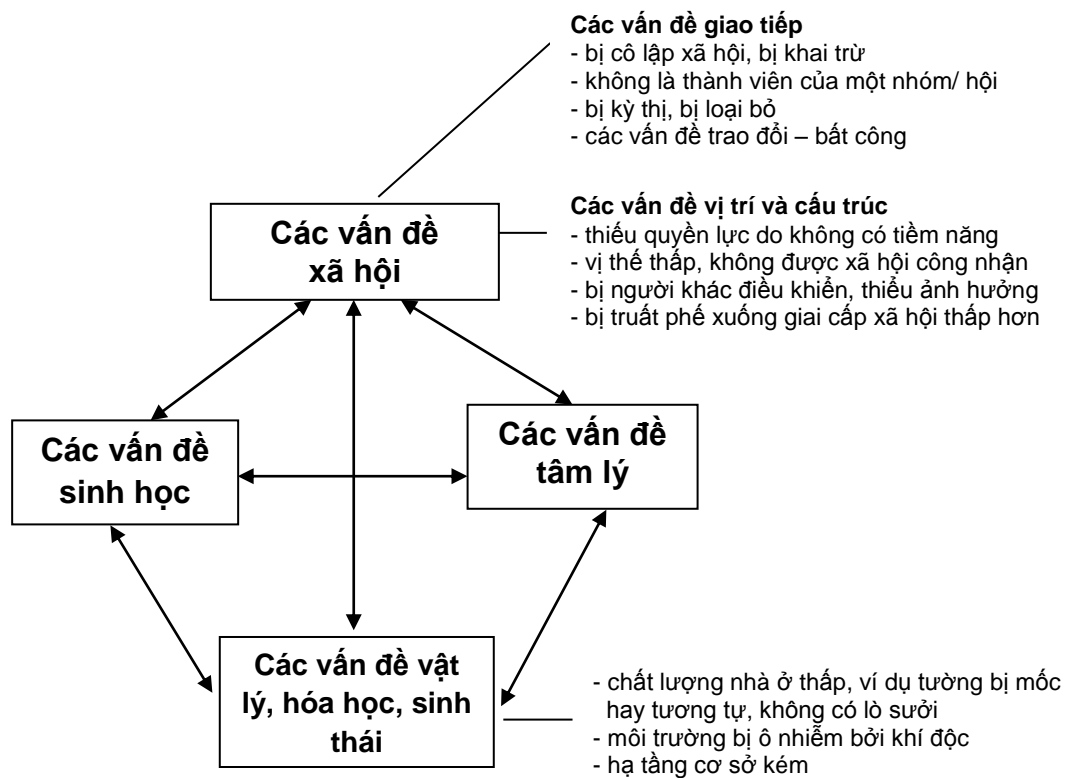 Các vấn đề giao tiếp
- bị cô lập xã hội, bị khai trừ
- không là thành viên của một nhóm/ hội
- bị kỳ thị, bị loại bỏ
- các vấn đề trao đổi – bất công
Các vấn đề
xã hội
Các vấn đề vị trí và cấu trúc
- thiếu quyền lực do không có tiềm năng
- vị thế thấp, không được xã hội công nhận
- bị người khác điều khiển, thiểu ảnh hưởng
- bị truất phế xuống giai cấp xã hội thấp hơn
Các vấn đề
sinh học
Các vấn đề
tâm lý
Các vấn đề vật
lý, hóa học, sinh
thái
- chất lượng nhà ở thấp, ví dụ tường bị mốc
hay tương tự, không có lò sưởi
- môi trường bị ô nhiễm bởi khí độc
- hạ tầng cơ sở kém